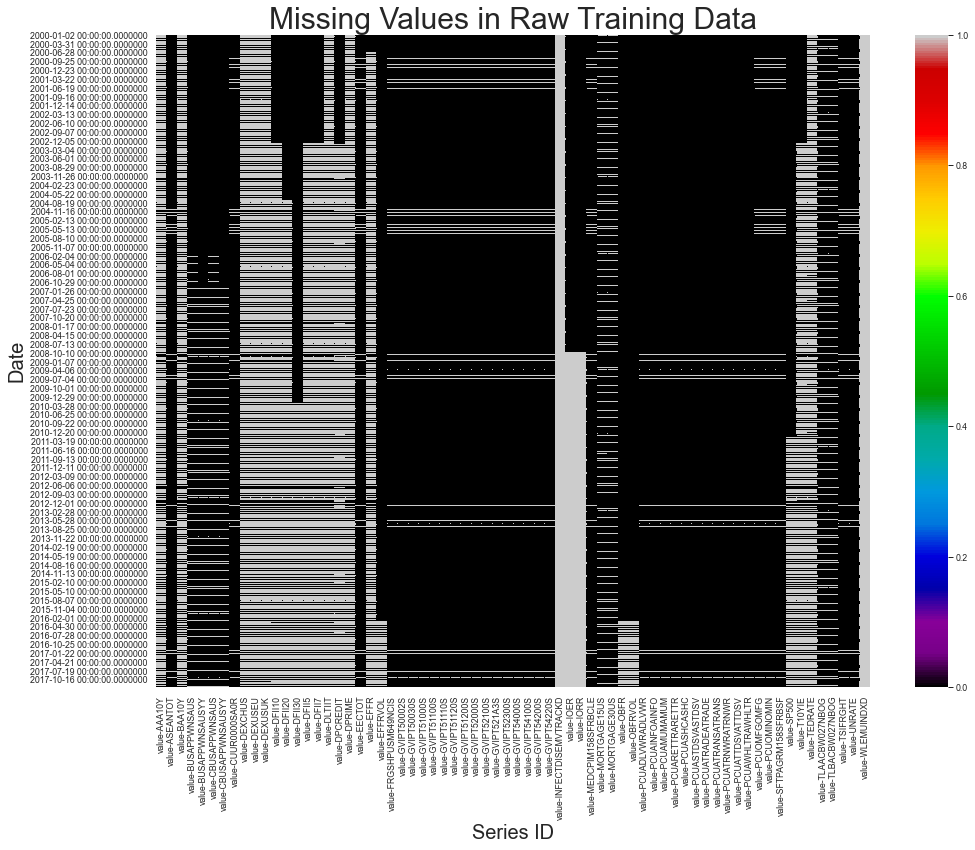 Missing Values in Raw Training Data
Date
2000-01-02 00:00:00.0000000
2000-03-31 00:00:00.0000000
2000-06-28 00:00:00.0000000
2000-09-25 00:00:00.0000000
2000-12-23 00:00:00.0000000
2001-03-22 00:00:00.0000000
2001-06-19 00:00:00.0000000
2001-09-16 00:00:00.0000000
2001-12-14 00:00:00.0000000
2002-03-13 00:00:00.0000000
2002-06-10 00:00:00.0000000
2002-09-07 00:00:00.0000000
2002-12-05 00:00:00.0000000
2003-03-04 00:00:00.0000000
2003-06-01 00:00:00.0000000
2003-08-29 00:00:00.0000000
2003-11-26 00:00:00.0000000
2004-02-23 00:00:00.0000000
2004-05-22 00:00:00.0000000
2004-08-19 00:00:00.0000000
2004-11-16 00:00:00.0000000
2005-02-13 00:00:00.0000000
2005-05-13 00:00:00.0000000
2005-08-10 00:00:00.0000000
2005-11-07 00:00:00.0000000
2006-02-04 00:00:00.0000000
2006-05-04 00:00:00.0000000
2006-08-01 00:00:00.0000000
2006-10-29 00:00:00.0000000
2007-01-26 00:00:00.0000000
2007-04-25 00:00:00.0000000
2007-07-23 00:00:00.0000000
2007-10-20 00:00:00.0000000
2008-01-17 00:00:00.0000000
2008-04-15 00:00:00.0000000
2008-07-13 00:00:00.0000000
2008-10-10 00:00:00.0000000
2009-01-07 00:00:00.0000000
2009-04-06 00:00:00.0000000
2009-07-04 00:00:00.0000000
2009-10-01 00:00:00.0000000
2009-12-29 00:00:00.0000000
2010-03-28 00:00:00.0000000
2010-06-25 00:00:00.0000000
2010-09-22 00:00:00.0000000
2010-12-20 00:00:00.0000000
2011-03-19 00:00:00.0000000
2011-06-16 00:00:00.0000000
2011-09-13 00:00:00.0000000
2011-12-11 00:00:00.0000000
2012-03-09 00:00:00.0000000
2012-06-06 00:00:00.0000000
2012-09-03 00:00:00.0000000
2012-12-01 00:00:00.0000000
2013-02-28 00:00:00.0000000
2013-05-28 00:00:00.0000000
2013-08-25 00:00:00.0000000
2013-11-22 00:00:00.0000000
2014-02-19 00:00:00.0000000
2014-05-19 00:00:00.0000000
2014-08-16 00:00:00.0000000
2014-11-13 00:00:00.0000000
2015-02-10 00:00:00.0000000
2015-05-10 00:00:00.0000000
2015-08-07 00:00:00.0000000
2015-11-04 00:00:00.0000000
2016-02-01 00:00:00.0000000
2016-04-30 00:00:00.0000000
2016-07-28 00:00:00.0000000
2016-10-25 00:00:00.0000000
2017-01-22 00:00:00.0000000
2017-04-21 00:00:00.0000000
2017-07-19 00:00:00.0000000
2017-10-16 00:00:00.0000000
value-AA10Y
value-ASEANTOT
value-BAA10Y
value-BUSAPPWNSAUS
value-BUSAPPWNSAUSYY
value-CBUSAPPWNSAUS
value-CBUSAPPWNSAUSYY
value-CUUR0000SA0R
value-DEXCHUS
value-DEXUSEU
value-DEXUSUK
value-DFII10
value-DFII20
value-DFII30
value-DFII5
value-DFII7
value-DLTIIT
value-DPCREDIT
value-DPRIME
value-EECTOT
value-EFFR
value-EFFRVOL
value-FRGSHPUSM649NCIS
value-GVIPT50002S
value-GVIPT50030S
value-GVIPT50100S
value-GVIPT51100S
value-GVIPT51110S
value-GVIPT51120S
value-GVIPT51200S
value-GVIPT52000S
value-GVIPT52100S
value-GVIPT521A3S
value-GVIPT52300S
value-GVIPT54000S
value-GVIPT54100S
value-GVIPT54200S
value-GVIPT54220S
value-INFECTDISEMVTRACKD
value-IOER
value-IORR
value-MEDCPIM158SFRBCLE
value-MORTGAGE15US
value-MORTGAGE30US
value-OBFR
value-OBFRVOL
value-PCUADLVWRADLVWR
value-PCUAINFOAINFO
value-PCUAMUMAMUM
value-PCUARETTRARETTR
value-PCUASHCASHC
value-PCUASTDSVASTDSV
value-PCUATRADEATRADE
value-PCUATRANSATRANS
value-PCUATRNWRATRNWR
value-PCUATTDSVATTDSV
value-PCUAWHLTRAWHLTR
value-PCUOMFGOMFG
value-PCUOMINOMIN
value-SFTPAGRM158SFRBSF
value-SP500
value-T10YIE
value-TEDRATE
value-TLAACBW027NBOG
value-TLBACBW027NBOG
value-TSIFRGHT
value-UNRATE
value-WLEMUINDXD
Series ID
1.0
0.8
0.6
0.4
0.2
0.0